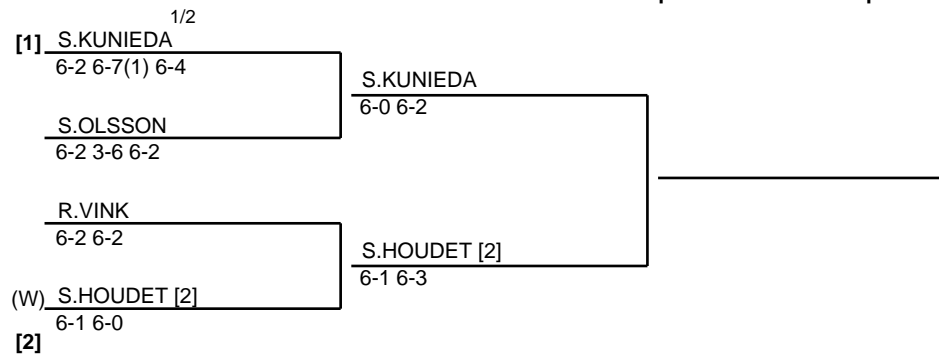 1/2
[1] S.KUNIEDA
6-2 6-7(1) 6-4
S.OLSSON
6-2 3-6 6-2
R.VINK
6-2 6-2
(W) S.HOUDET [2]
6-1 6-0
[2]
S.KUNIEDA
6-0 6-2
S.HOUDET [2]
6-1 6-3